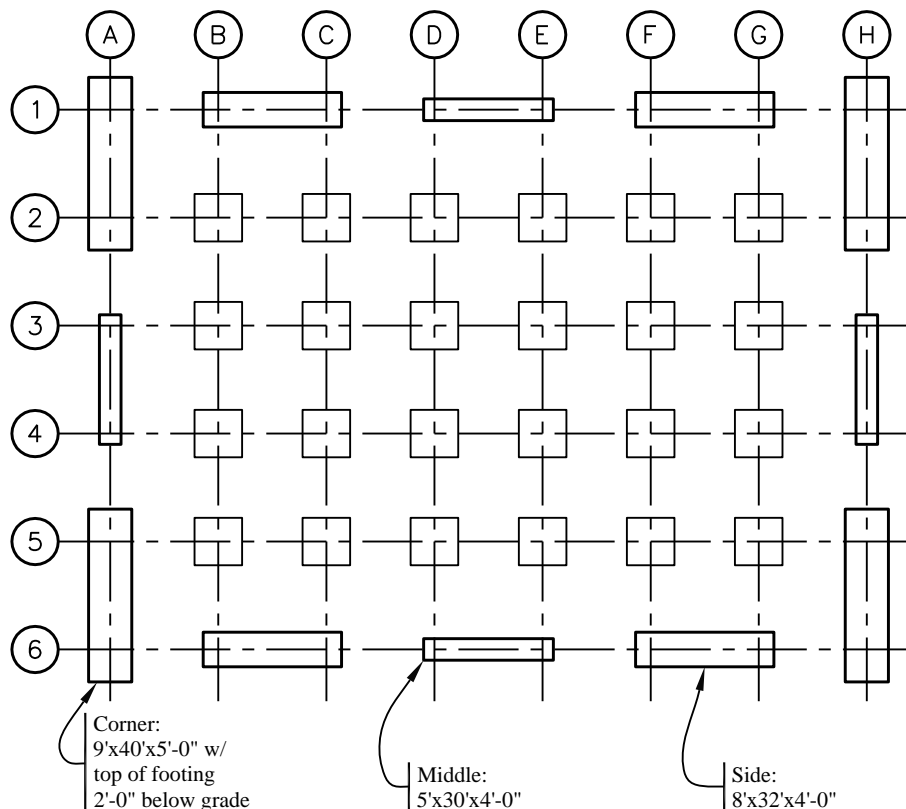 A B C D E F G H
1
2
3
4
5
6
Corner:
9'x40'x5'-0" w/
top of footing
2'-0" below grade
Middle:
5'x30'x4'-0"
Side:
8'x32'x4'-0"